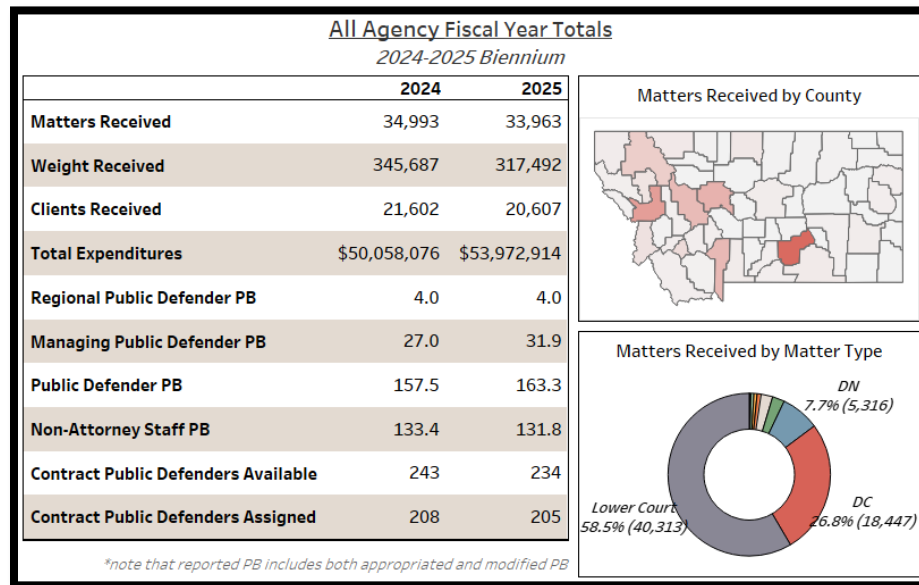 All Agency Fiscal Year Totals
2024-2025 Biennium
2024 2025
Matters Received 34,993 33,963
Weight Received 345,687 317,492
Clients Received 21,602 20,607
Total Expenditures $50,058,076 $53,972,914
Regional Public Defender PB 4.0 4.0
Managing Public Defender PB 27.0 31.9
Public Defender PB 157.5 163.3
Non-Attorney Staff PB 133.4 131.8
Contract Public Defenders Available 243 234
Contract Public Defenders Assigned 208 205
*note that reported PB includes both appropriated and modified PB
Matters Received by County
Matters Received by Matter Type
DN
7.7% (5,316)
Lower Court
58.5% (40,313)
DC
26.8% (18,447)